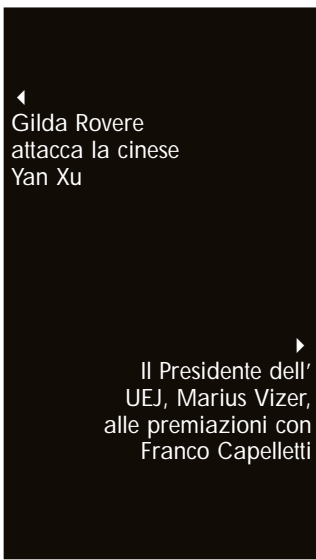 Gilda Rovere
attacca la cinese
Yan Xu
Il Presidente dell'
UEJ, Marius Vizer,
alle premiazioni con
Franco Capelletti